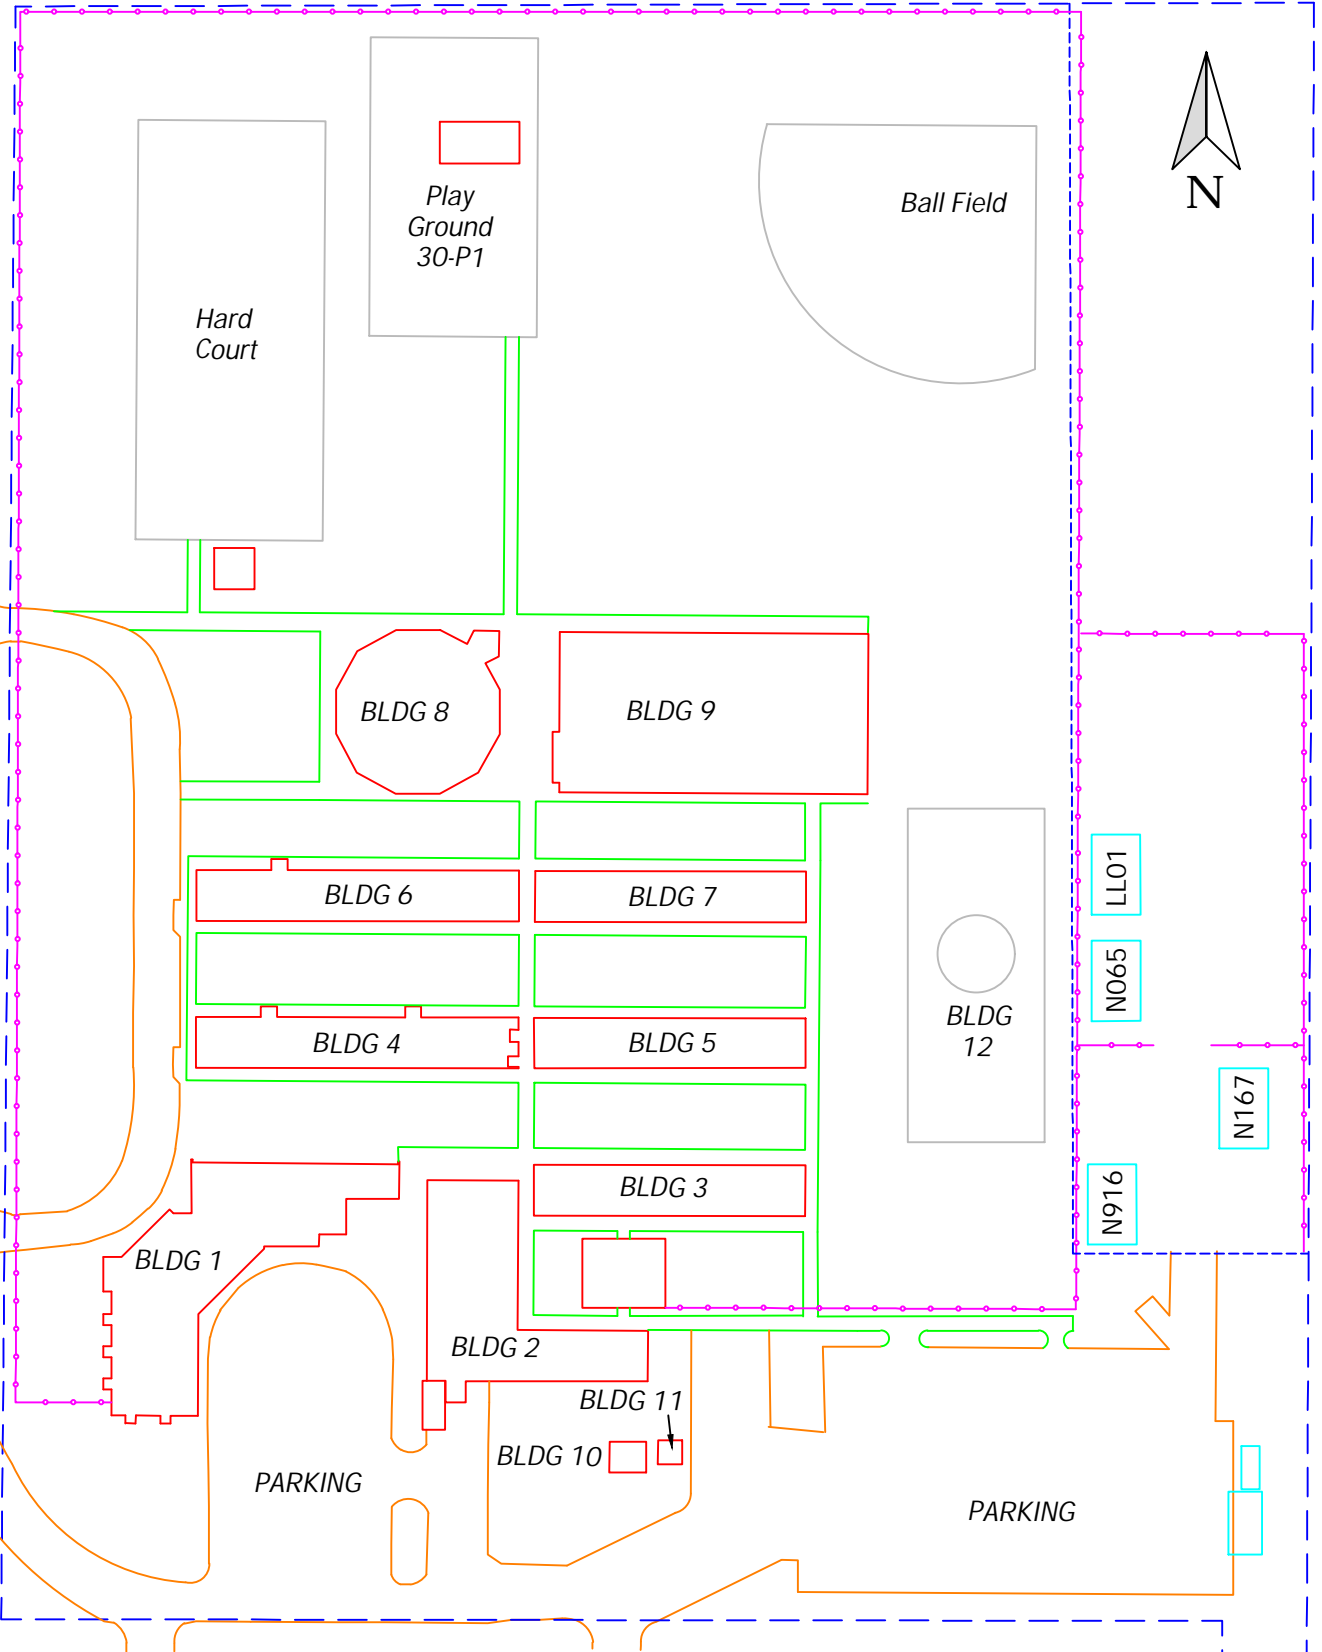 N
Play
Ground
30-P1
Ball Field
Hard
Court
BLDG 8
BLDG 9
LL01
BLDG 6
BLDG 7
N065
BLDG
12
BLDG 4
BLDG 5
N167
BLDG 3
N916
BLDG 1
BLDG 2
BLDG 11
BLDG 10
PARKING
PARKING